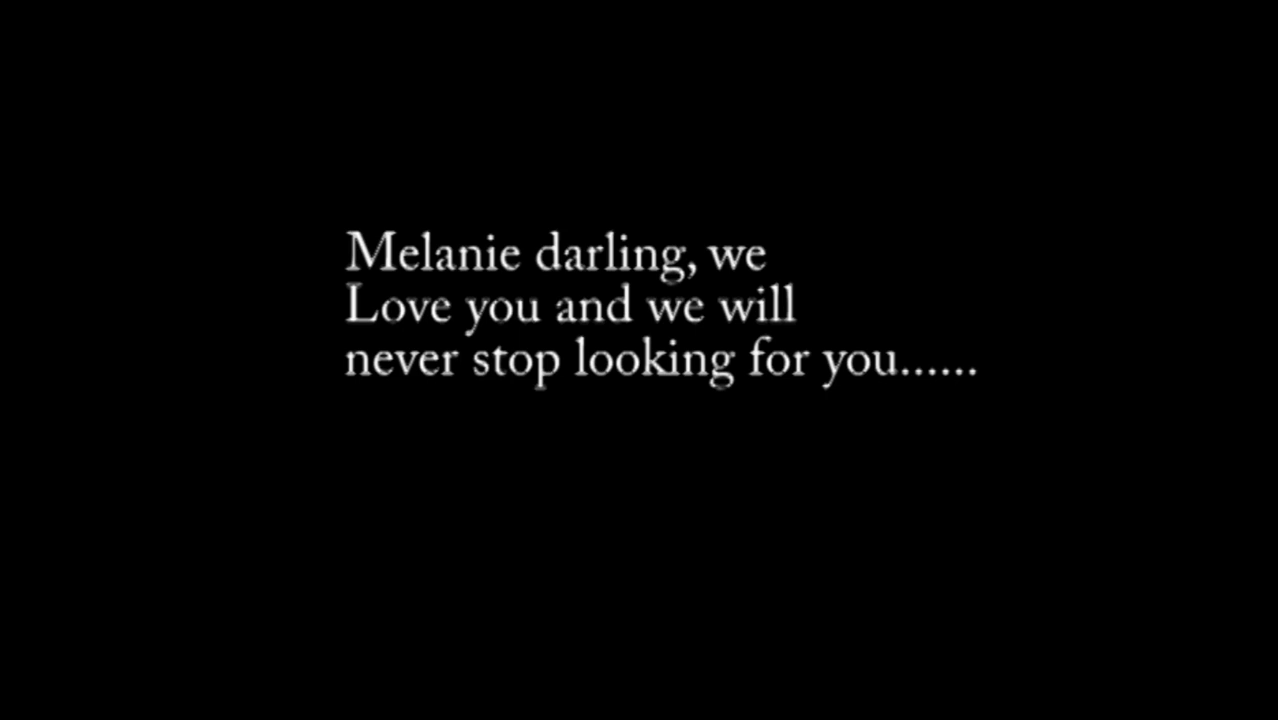 Melanie darling, we
Love you and we will
never stop looking for you......